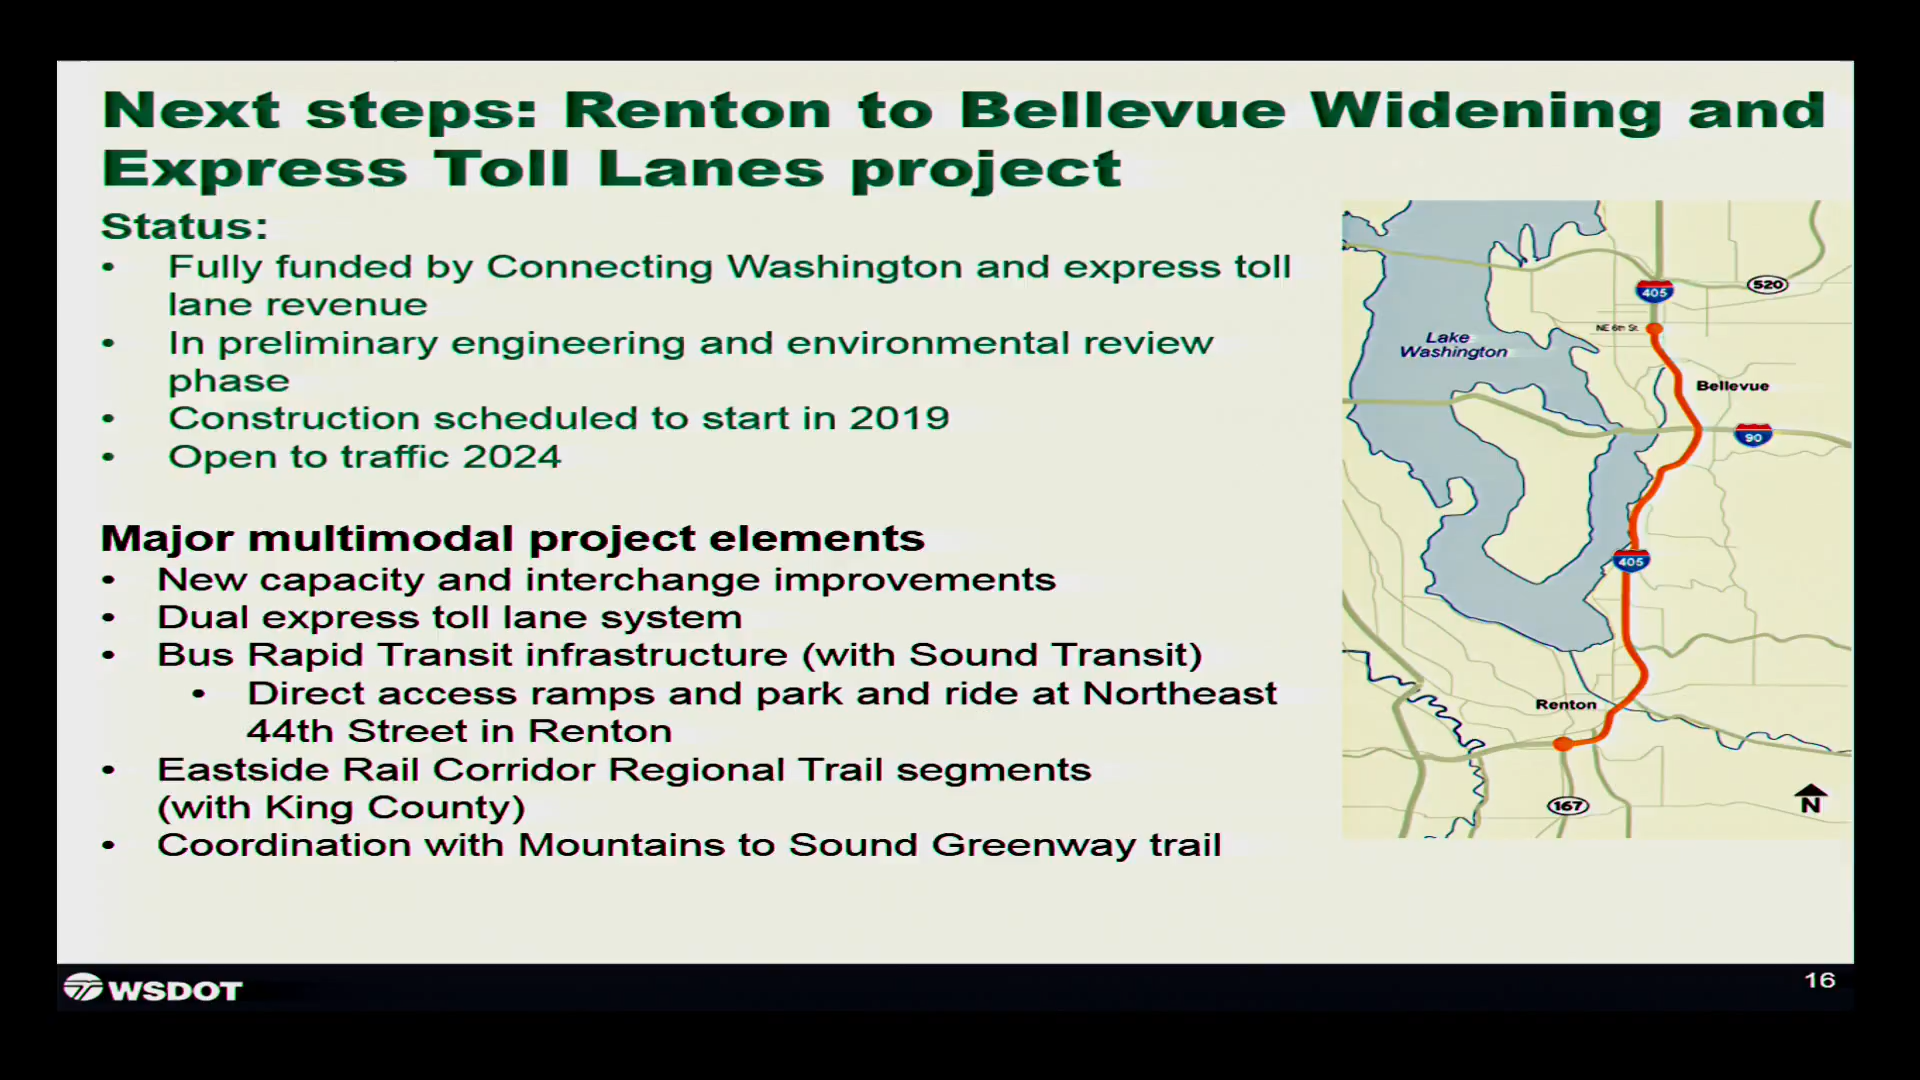 Next steps: Renton to Bellevue Widening and
Express Toll Lanes project
Status:
• Fully funded by Connecting Washington and express toll
lane revenue
• In preliminary engineering and environmental review
phase
• Construction scheduled to start in 2019
• Open to traffic 2024
Major multimodal project elements
• New capacity and interchange improvements
• Dual express toll lane system
• Bus Rapid Transit infrastructure (with Sound Transit)
• Direct access ramps and park and ride at Northeast
44th Street in Renton
• Eastside Rail Corridor Regional Trail segments
(with King County)
• Coordination with Mountains to Sound Greenway trail
405
520
NE 6th St.
Lake
Washington
Bellevue
90
405
Renton
167
N
WSDOT
16